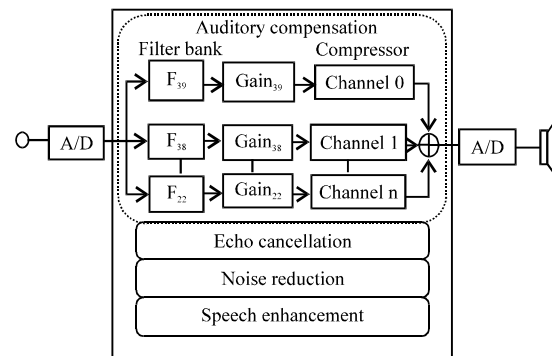 Auditory compensation
Filter bank
Compressor
F39
Gain39
Channel 0
A/D
F38
Gain38
Channel 1
A/D
F22
Gain22
Channel n
Echo cancellation
Noise reduction
Speech enhancement